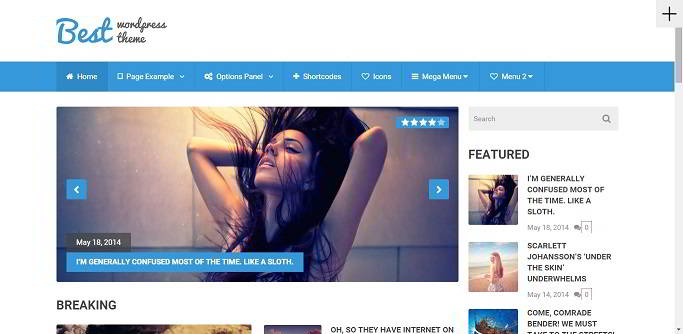 Best wordpress
theme
Home
Page Example
Options Panel
Shortcodes
Icons
Mega Menu
Menu 2
May 18, 2014
I'M GENERALLY CONFUSED MOST OF THE TIME. LIKE A SLOTH.
BREAKING
OH, SO THEY HAVE INTERNET ON
Search
FEATURED
I'M GENERALLY
CONFUSED MOST OF
THE TIME. LIKE A
SLOTH.
May 18, 2014 0
SCARLETT
JOHANSSON'S 'UNDER
THE SKIN'
UNDERWHELMS
May 14, 2014 0
COME, COMRADE
BENDER! WE MUST
TAKE TO THE STREETS!